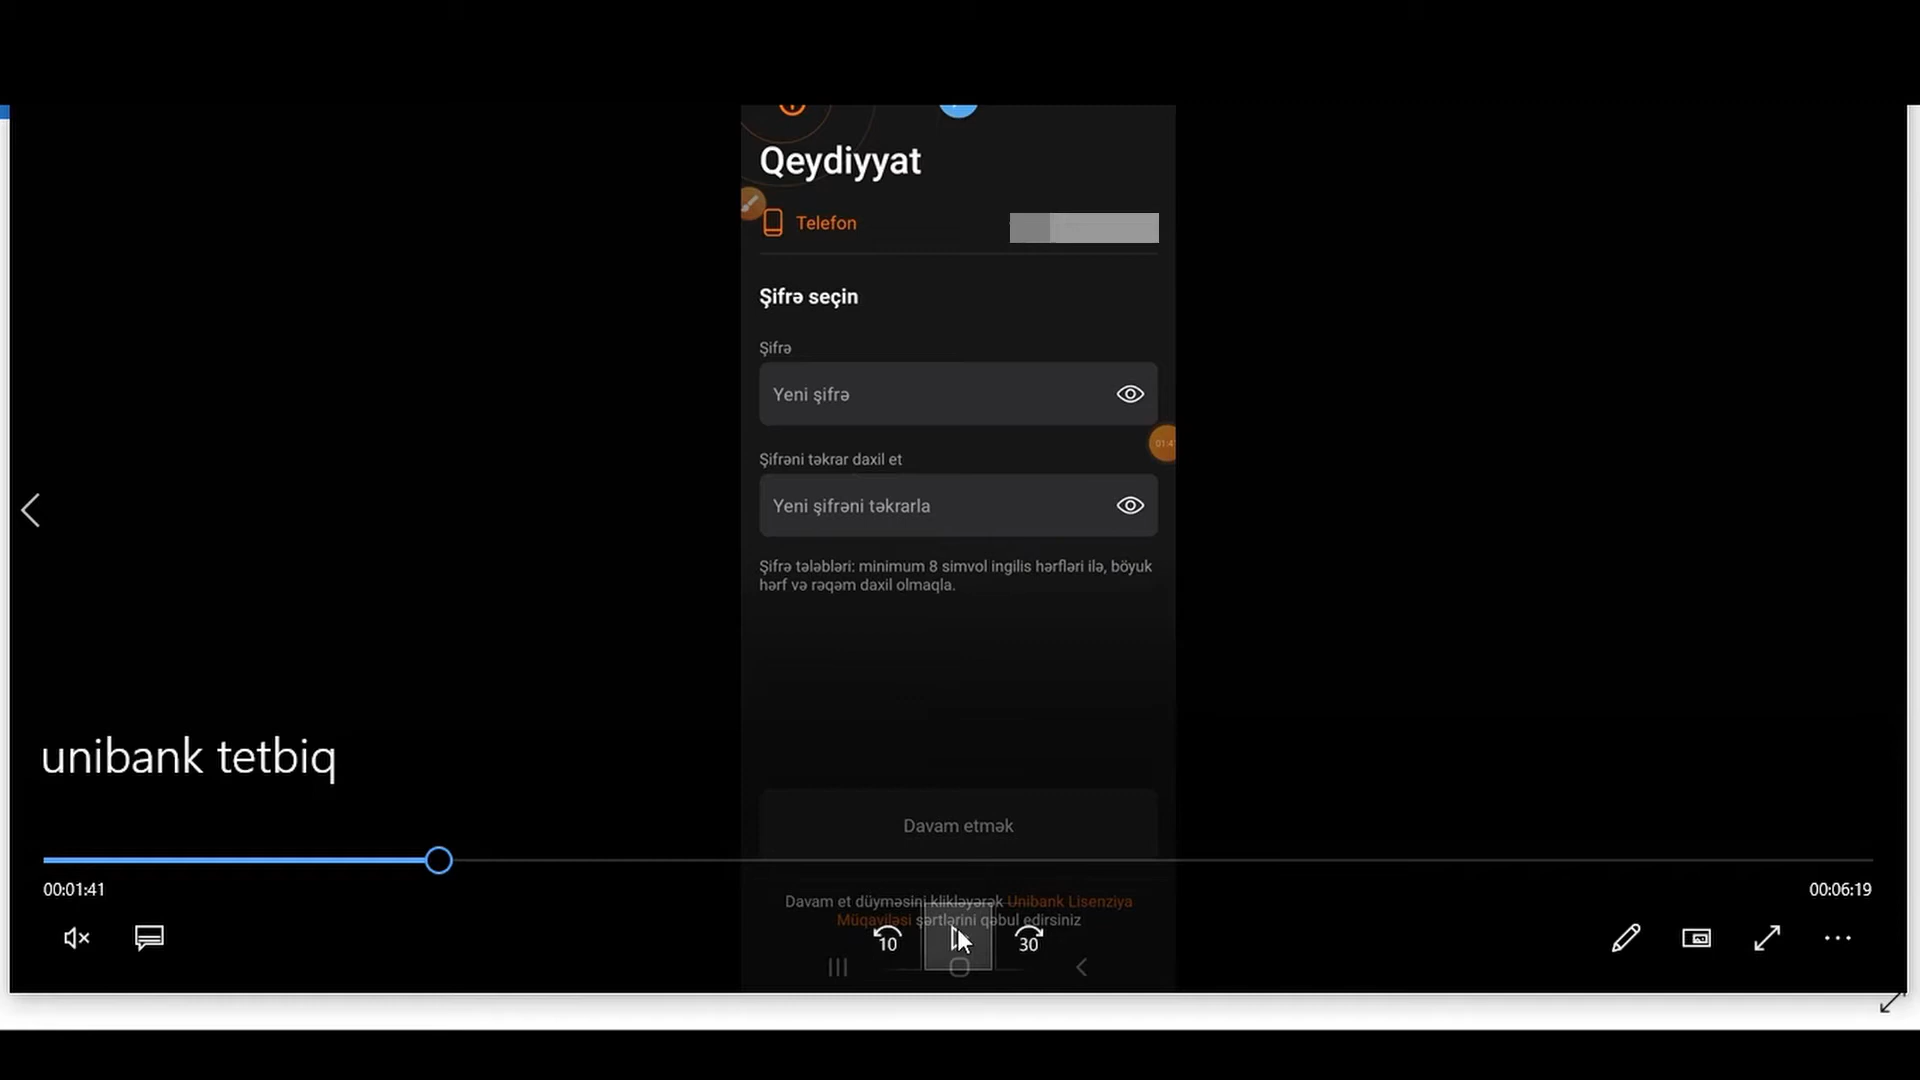 Qeydiyyat
Telefon
Şifrə seçin
Şifrə
Yeni şifrə
Şifrəni təkrar daxil et
Yeni şifrəni təkrarla
Şifrə tələbləri: minimum 8 simvol ingilis hərfləri ilə, böyuk
hərf və rəqəm daxil olmaqla.
unibank tetbiq
Davam etmək
00:01:41
00:06:19
Davam et düyməsini klikləyərək Unibank Lisenziya
Müqaviləsi şərtlərini qəbul edirsiniz
10
30